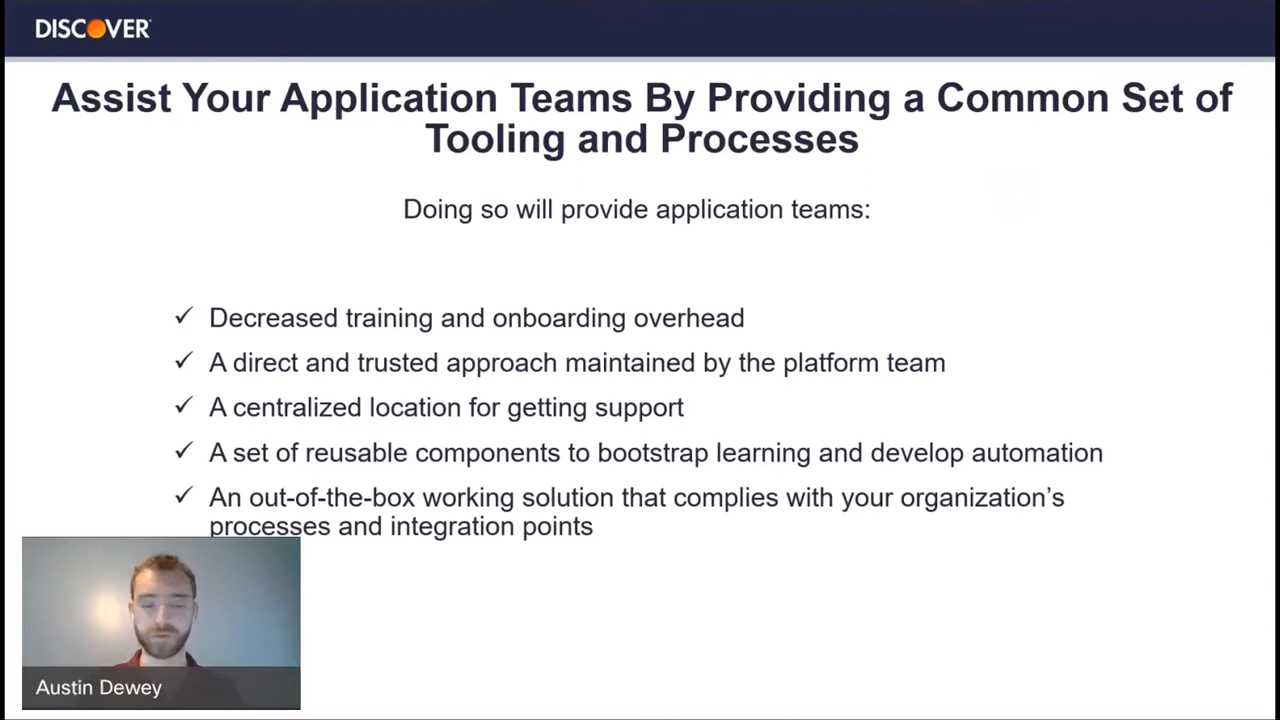 DISCOVER
Assist Your Application Teams By Providing a Common Set of
Tooling and Processes
Doing so will provide application teams:
✓ Decreased training and onboarding overhead
✓ A direct and trusted approach maintained by the platform team
✓ A centralized location for getting support
✓ A set of reusable components to bootstrap learning and develop automation
✓ An out-of-the-box working solution that complies with your organization’s
processes and integration points
Austin Dewey